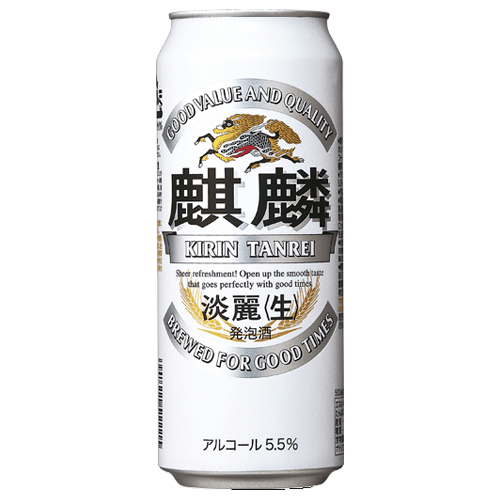 GOOD VALUE AND QUALITY
麒麟
KIRIN TANREI
Sheer refreshment! Open up the smooth taste
that goes perfectly with good times.
淡麗〈生〉
発泡酒
BREWED FOR GOOD TIMES
アルコール 5.5%